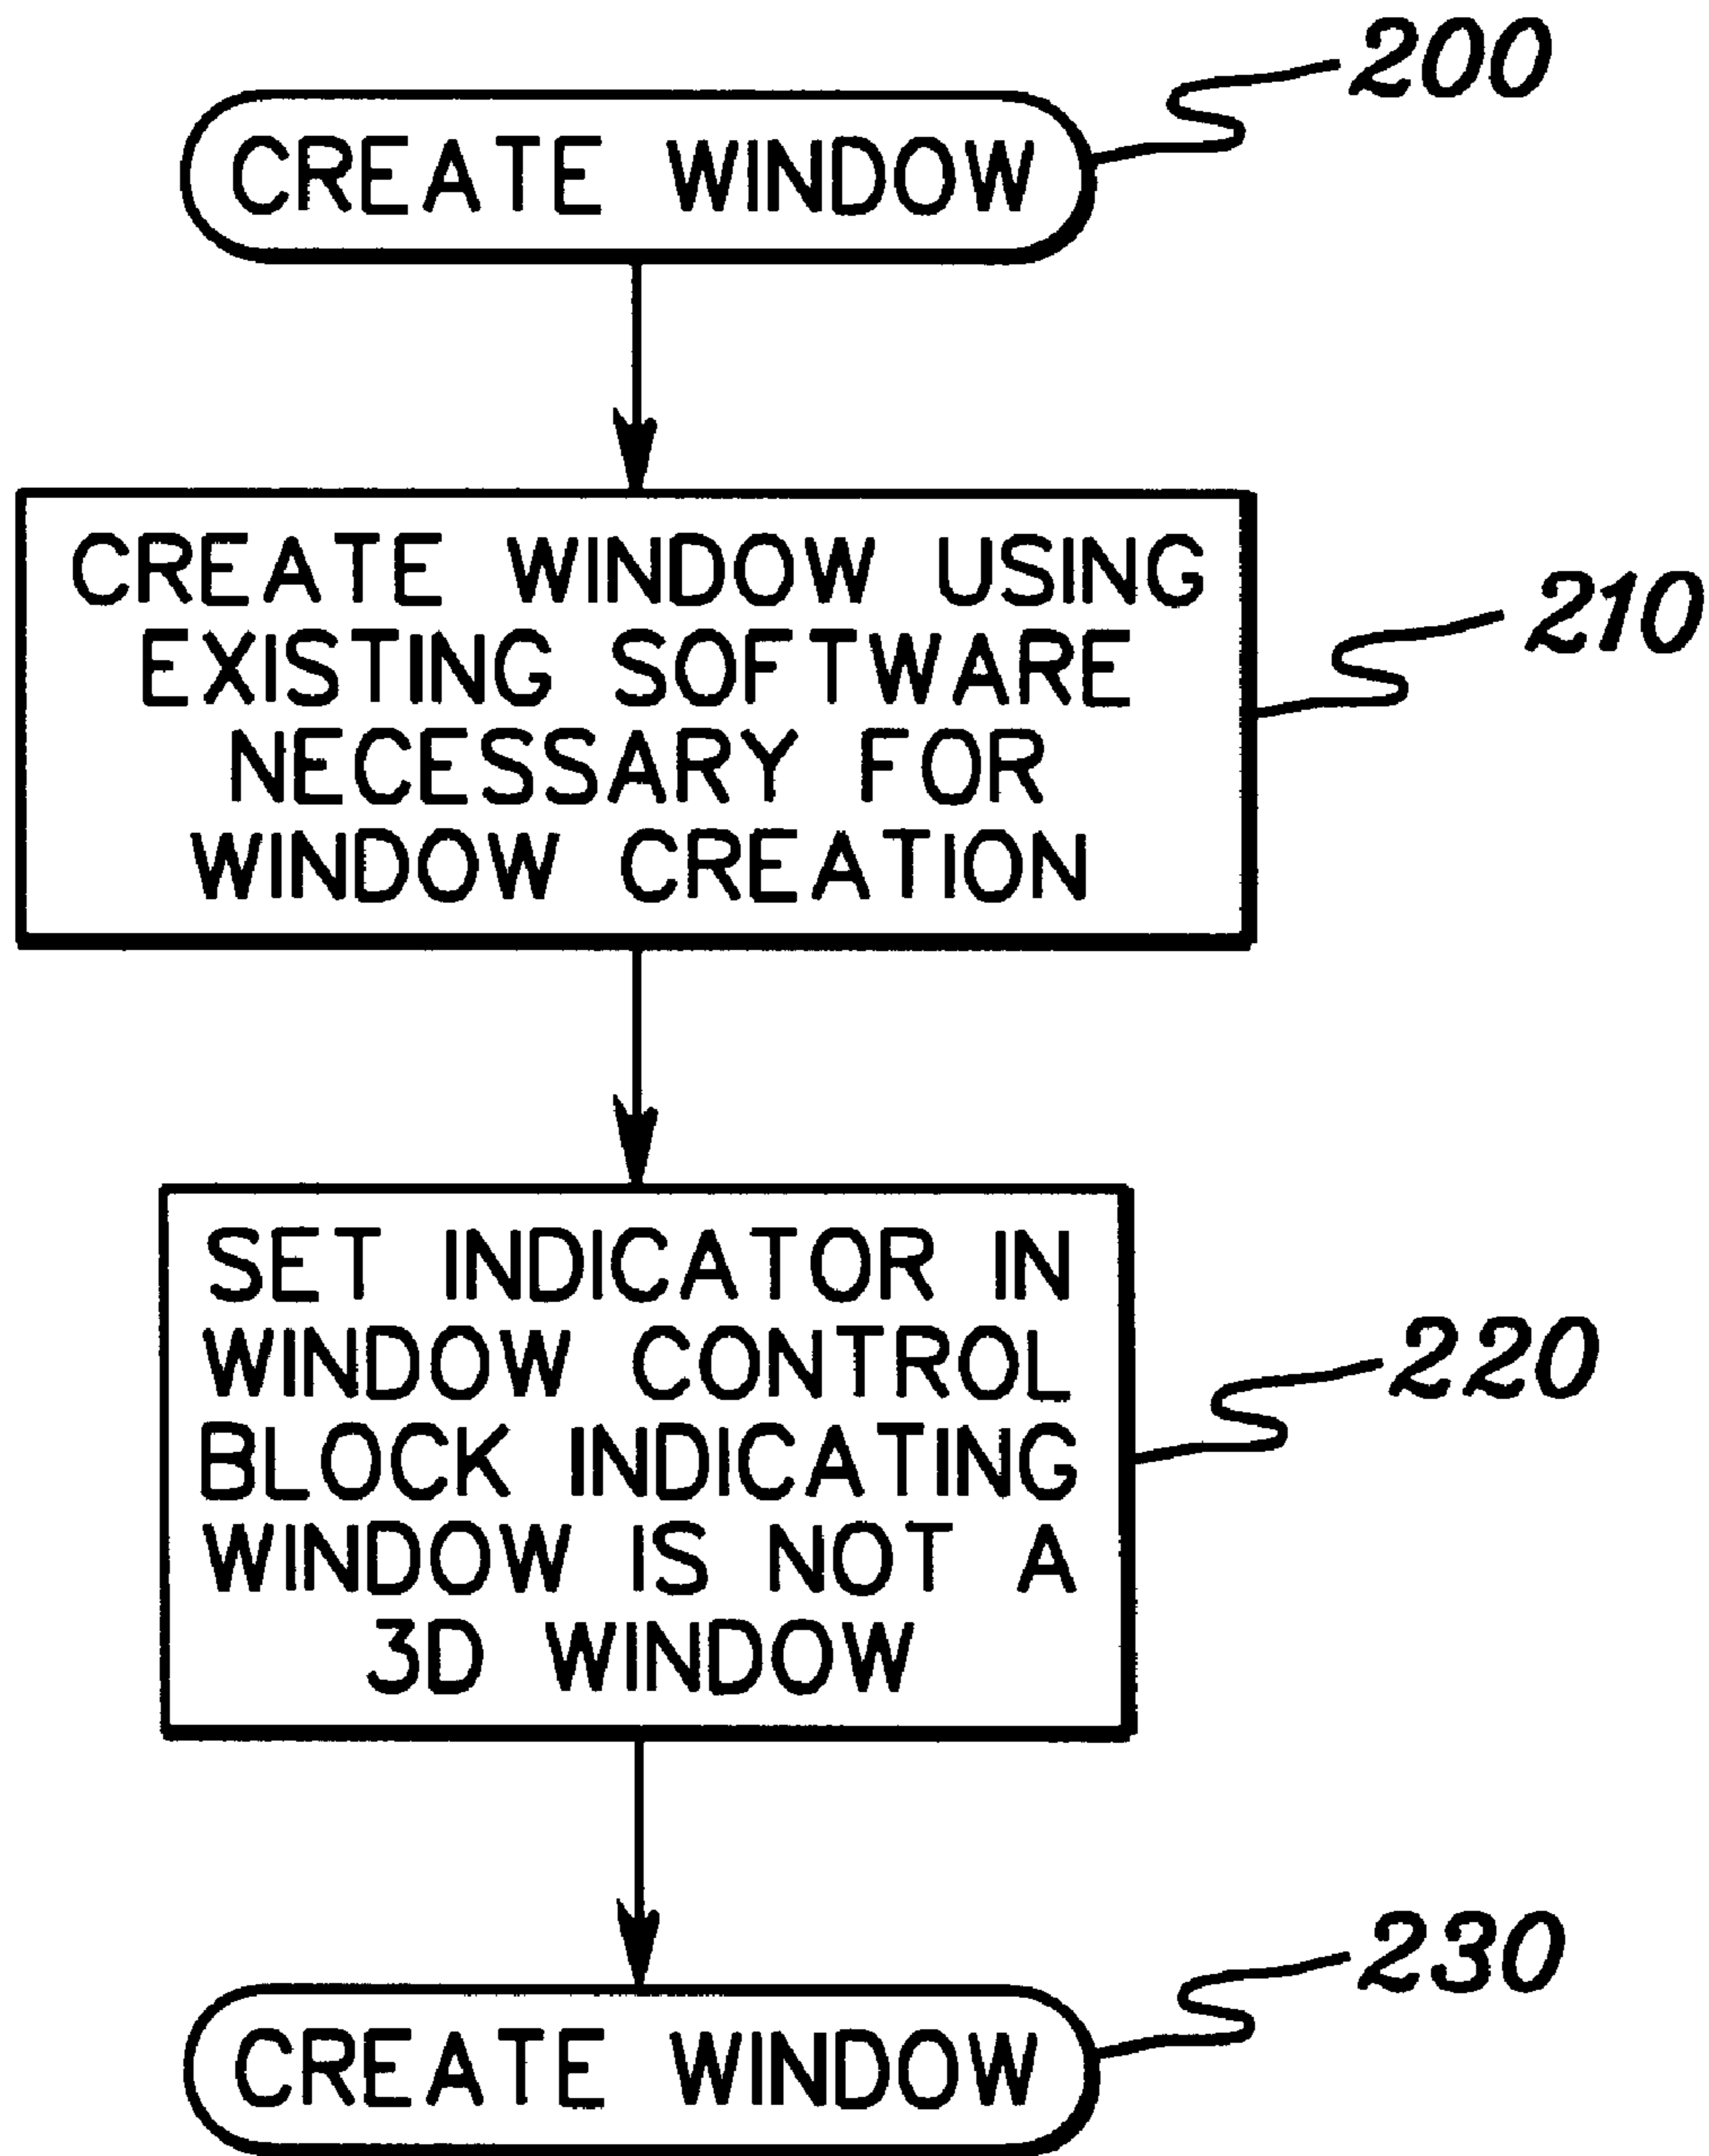 CREATE WINDOW
200
CREATE WINDOW USING
EXISTING SOFTWARE
NECESSARY FOR
WINDOW CREATION
210
SET INDICATOR IN
WINDOW CONTROL
BLOCK INDICATING
WINDOW IS NOT A
3D WINDOW
220
CREATE WINDOW
230